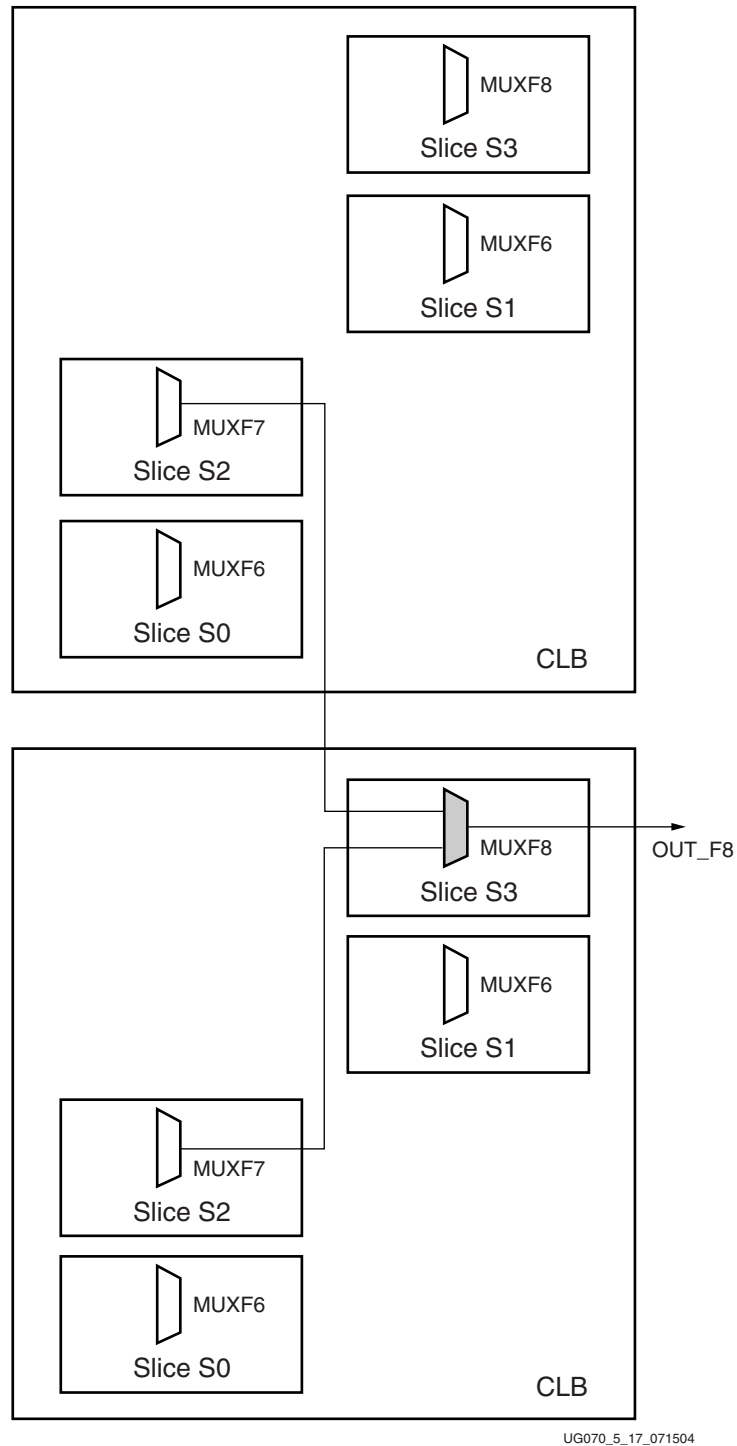 MUXF8
Slice S3
MUXF6
Slice S1
MUXF7
Slice S2
MUXF6
Slice S0
CLB
MUXF8
OUT_F8
Slice S3
MUXF6
Slice S1
MUXF7
Slice S2
MUXF6
Slice S0
CLB
UG070_5_17_071504